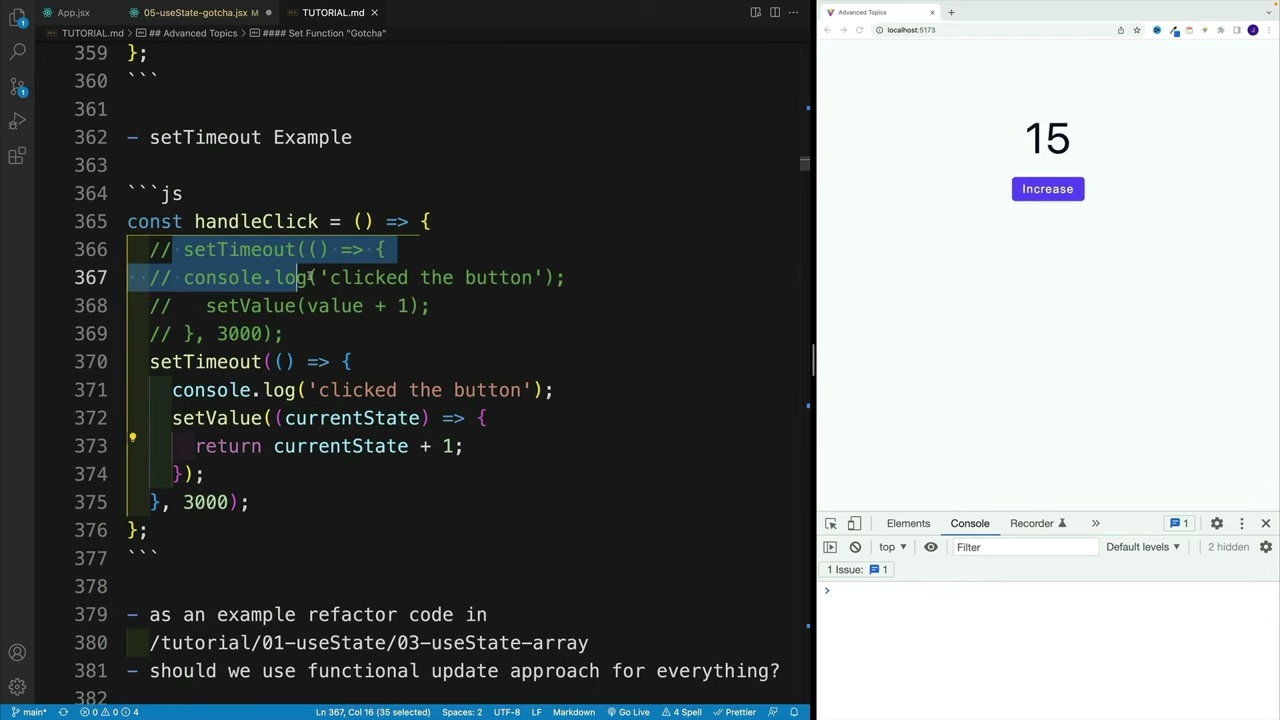 App.jsx
05-useState-gotcha.jsx M
TUTORIAL.md
TUTORIAL.md > ## Advanced React > #### Set Function "Gotcha"
359 };
360 ```
361
362 - setTimeout Example
363
364 ```js
365 const handleClick = () => {
366 // setTimeout(() => {
367 // console.log('clicked the button');
368 //   setValue(value + 1);
369 // }, 3000);
370 setTimeout(() => {
371 console.log('clicked the button');
372 setValue((currentState) => {
373 return currentState + 1;
374 });
375 }, 3000);
376 };
377 ```
378
379 - as an example refactor code in
380 /tutorial/01-useState/03-useState-array
381 - should we use functional update approach for everything?
382
main*
0 0 4
Ln 367, Col 16 (35 selected)
Spaces: 2
UTF-8
LF
Markdown
Go Live
4 Spell
Prettier
Advanced Topics
localhost:5173
J
15
Increase
Elements
Console
Recorder
1
top
Filter
Default levels
2 hidden
1 Issue: 1